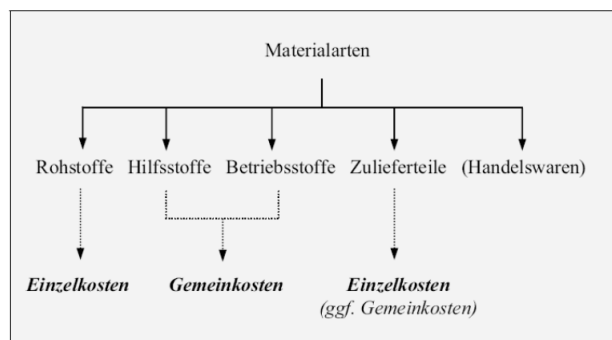 Materialarten
Rohstoffe Hilfsstoffe Betriebsstoffe Zulieferteile (Handelswaren)
Einzelkosten Gemeinkosten Einzelkosten
(ggf. Gemeinkosten)